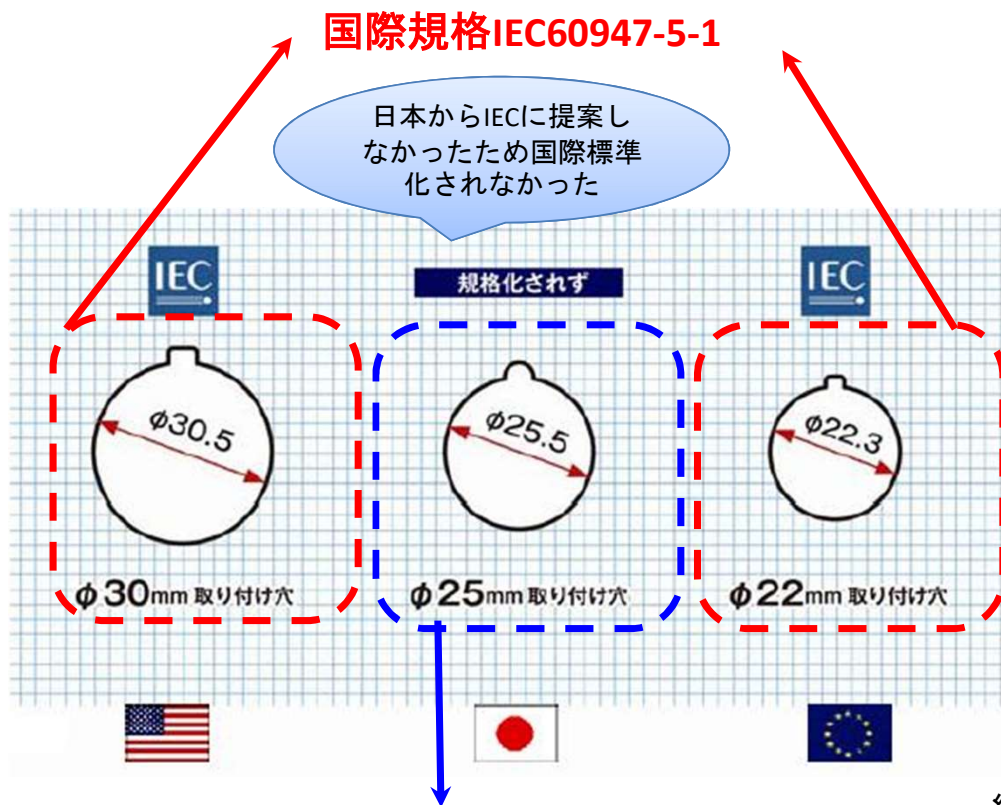 国際規格IEC60947-5-1
日本からIECに提案し
なかったため国際標準
化されなかった
IEC
規格化されず
IEC
φ30.5
φ25.5
φ22.3
φ30mm 取り付け穴
φ25mm 取り付け穴
φ22mm 取り付け穴